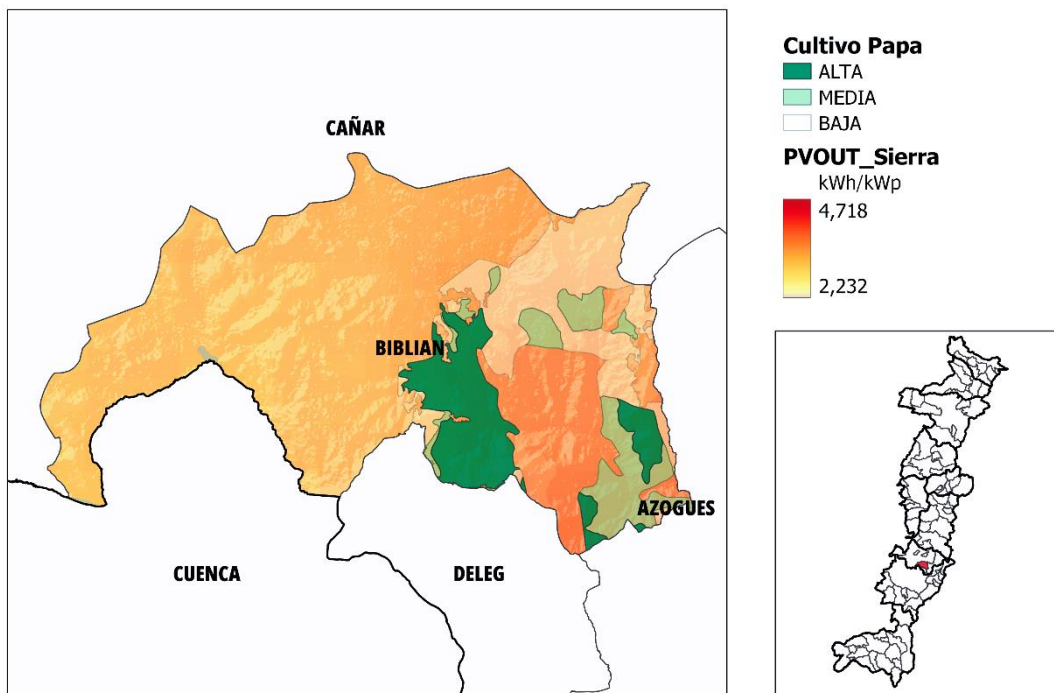 CAÑAR
BIBLIAN
AZOGUES
CUENCA
DELEG
Cultivo Papa
ALTA
MEDIA
BAJA
PVOUT_Sierra
kWh/kWp
4,718
2,232